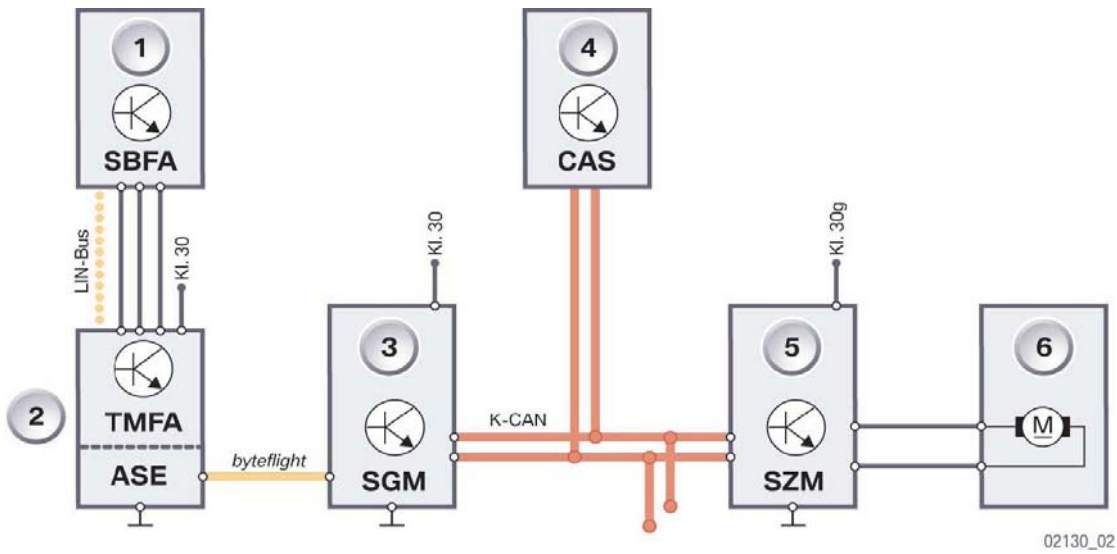 1
SBFA
4
CAS
LIN-Bus
Kl. 30
Kl. 30
Kl. 30g
2
TMFA
ASE
byteflight
3
SGM
K-CAN
5
SZM
6
M
02130_02